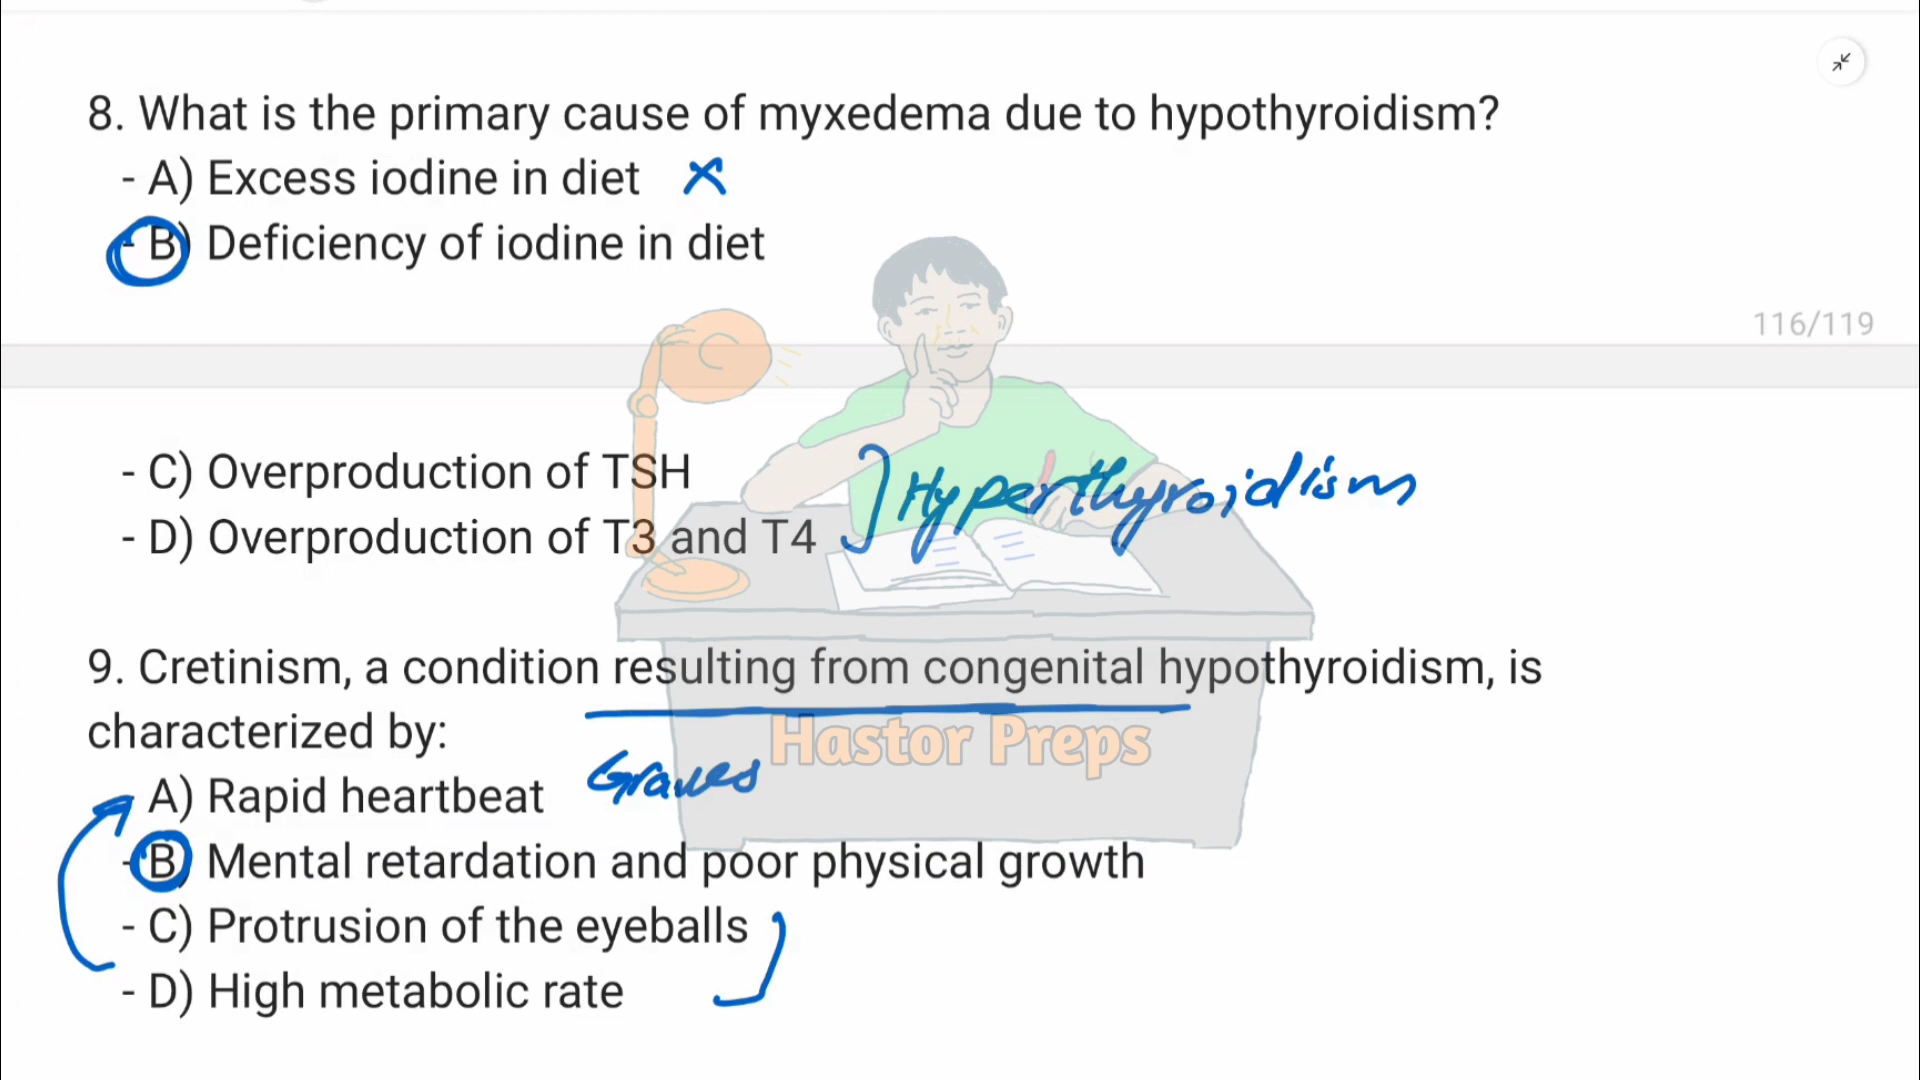 8. What is the primary cause of myxedema due to hypothyroidism?
- A) Excess iodine in diet
- B) Deficiency of iodine in diet
116/119
- C) Overproduction of TSH
- D) Overproduction of T3 and T4
Hyperthyroidism
9. Cretinism, a condition resulting from congenital hypothyroidism, is
characterized by:
Hastor Preps
A) Rapid heartbeat Graves
- B) Mental retardation and poor physical growth
- C) Protrusion of the eyeballs
- D) High metabolic rate